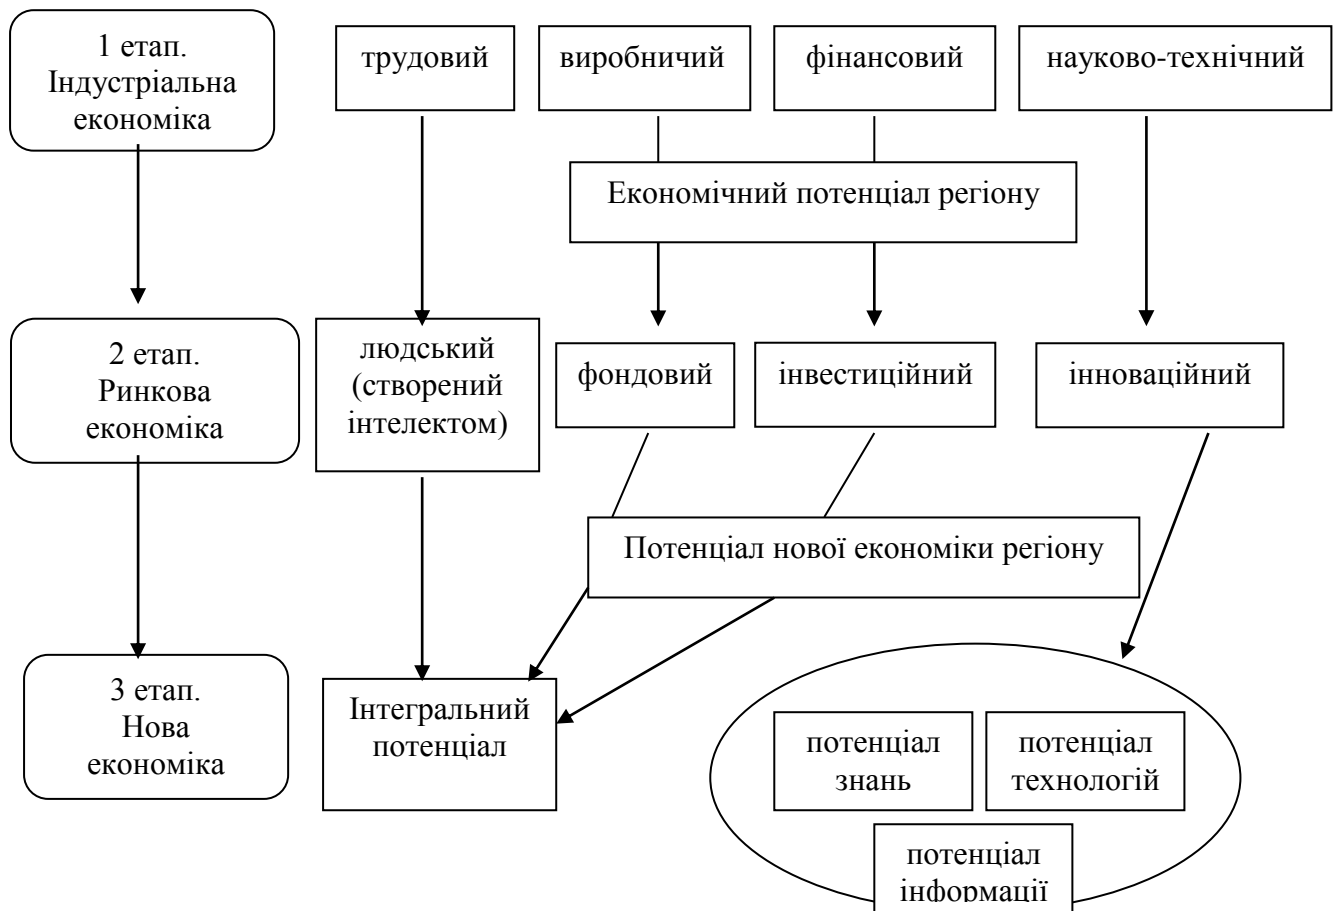 1 етап.
Індустріальна
економіка
трудовий
виробничий
фінансовий
науково-технічний
Економічний потенціал регіону
2 етап.
Ринкова
економіка
людський
(створений
інтелектом)
фондовий
інвестиційний
інноваційний
Потенціал нової економіки регіону
3 етап.
Нова
економіка
Інтегральний
потенціал
потенціал
знань
потенціал
технологій
потенціал
інформації